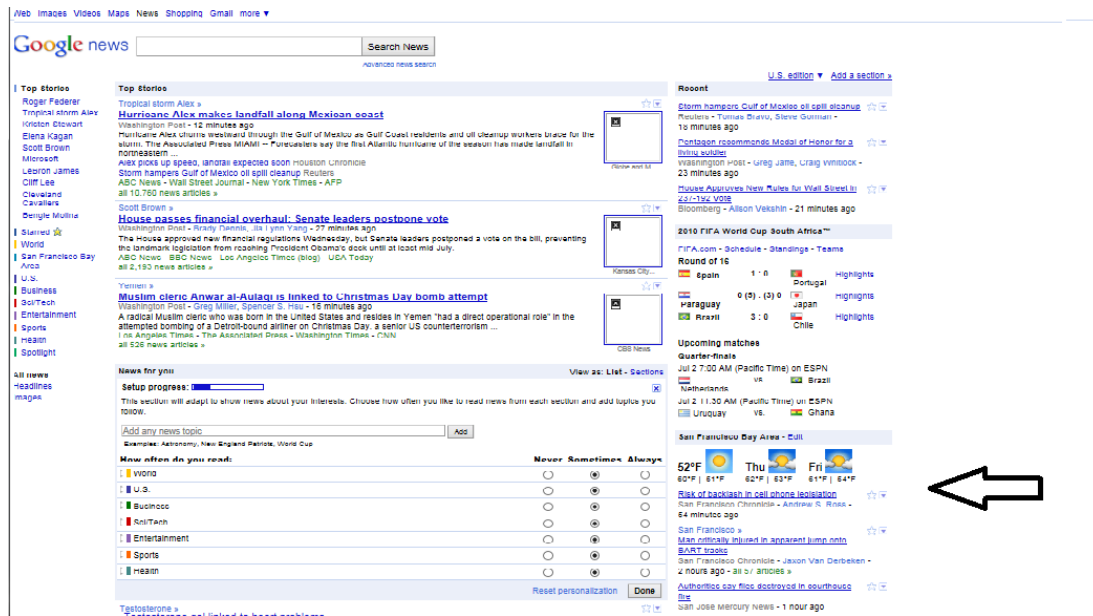 Web Images Videos Maps News Shopping Gmail more ▼
Google news
Search News
Advanced news search
U.S. edition ▼ Add a section »
Top Stories
Roger Federer
Tropical storm Alex
Kristen Stewart
Elena Kagan
Scott Brown
Microsoft
LeBron James
Cliff Lee
Cleveland
Cavaliers
Bengie Molina
Starred
World
San Francisco Bay
Area
U.S.
Business
Sci/Tech
Entertainment
Sports
Health
Spotlight
All news
Headlines
Images
Top Stories
Tropical storm Alex »
Hurricane Alex makes landfall along Mexican coast
Washington Post - 12 minutes ago
Hurricane Alex churns westward through the Gulf of Mexico as Gulf Coast residents and oil cleanup workers brace for the
storm. The Associated Press MIAMI -- Forecasters say the first Atlantic hurricane of the season has made landfall in
northeastern ...
Alex picks up speed, landfall expected soon Houston Chronicle
Storm hampers Gulf of Mexico oil spill cleanup Reuters
ABC News - Wall Street Journal - New York Times - AFP
all 10,760 news articles »
Globe and M...
Scott Brown »
House passes financial overhaul; Senate leaders postpone vote
Washington Post - Brady Dennis, Jia Lynn Yang - 27 minutes ago
The House approved new financial regulations Wednesday, but Senate leaders postponed a vote on the bill, preventing
the landmark legislation from reaching President Obama's desk until at least mid July.
ABC News BBC News Los Angeles Times (blog) USA Today
all 2,193 news articles »
Kansas City...
Yemen »
Muslim cleric Anwar al-Aulaqi is linked to Christmas Day bomb attempt
Washington Post - Greg Miller, Spencer S. Hsu - 16 minutes ago
A radical Muslim cleric who was born in the United States and resides in Yemen "had a direct operational role" in the
attempted bombing of a Detroit-bound airliner on Christmas Day, a senior US counterterrorism ...
Los Angeles Times - The Associated Press - Washington Times - CNN
all 526 news articles »
CBS News
News for you
View as: List - Sections
Setup progress:
This section will adapt to show news about your interests. Choose how often you like to read news from each section and add topics you
follow.
Add any news topic
Add
Examples: Astronomy, New England Patriots, World Cup
How often do you read: Never Sometimes Always
World
U.S.
Business
Sci/Tech
Entertainment
Sports
Health
Reset personalization Done
Testosterone »
Recent
Storm hampers Gulf of Mexico oil spill cleanup
Reuters - Tomas Bravo, Steve Gorman -
16 minutes ago
Pentagon recommends Medal of Honor for a
living soldier
Washington Post - Greg Jaffe, Craig Whitlock -
23 minutes ago
House Approves New Rules for Wall Street in
237-192 Vote
Bloomberg - Alison Vekshin - 21 minutes ago
2010 FIFA World Cup South Africa™
FIFA.com - Schedule - Standings - Teams
Round of 16
Spain 1 : 0 Portugal Highlights
Paraguay 0 (5) . (3) 0 Japan Highlights
Brazil 3 : 0 Chile Highlights
Upcoming matches
Quarter-finals
Jul 2 7:00 AM (Pacific Time) on ESPN
Netherlands vs Brazil
Jul 2 11:30 AM (Pacific Time) on ESPN
Uruguay vs. Ghana
San Francisco Bay Area - Edit
52°F Thu Fri
60°F | 51°F 62°F | 53°F 61°F | 54°F
Risk of backlash in cell phone legislation
San Francisco Chronicle - Andrew S. Ross -
54 minutes ago
San Francisco »
Man critically injured in apparent jump onto
BART tracks
San Francisco Chronicle - Jaxon Van Derbeken -
2 hours ago - all 57 articles »
Authorities say files destroyed in courthouse
fire
San Jose Mercury News - 1 hour ago